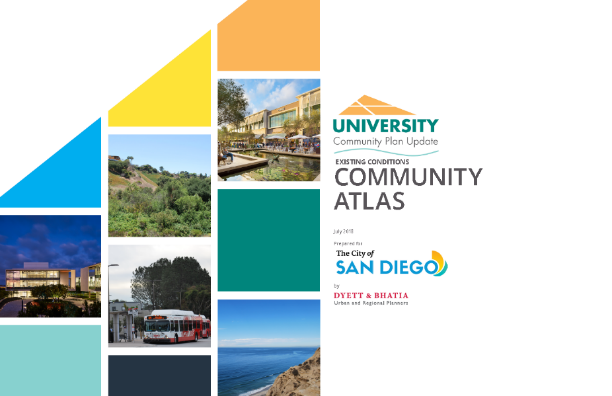 UNIVERSITY
Community Plan Update
EXISTING CONDITIONS
COMMUNITY
ATLAS
July 2018
Prepared for
The City of
SAN DIEGO
by
DYETT & BHATIA
Urban and Regional Planners